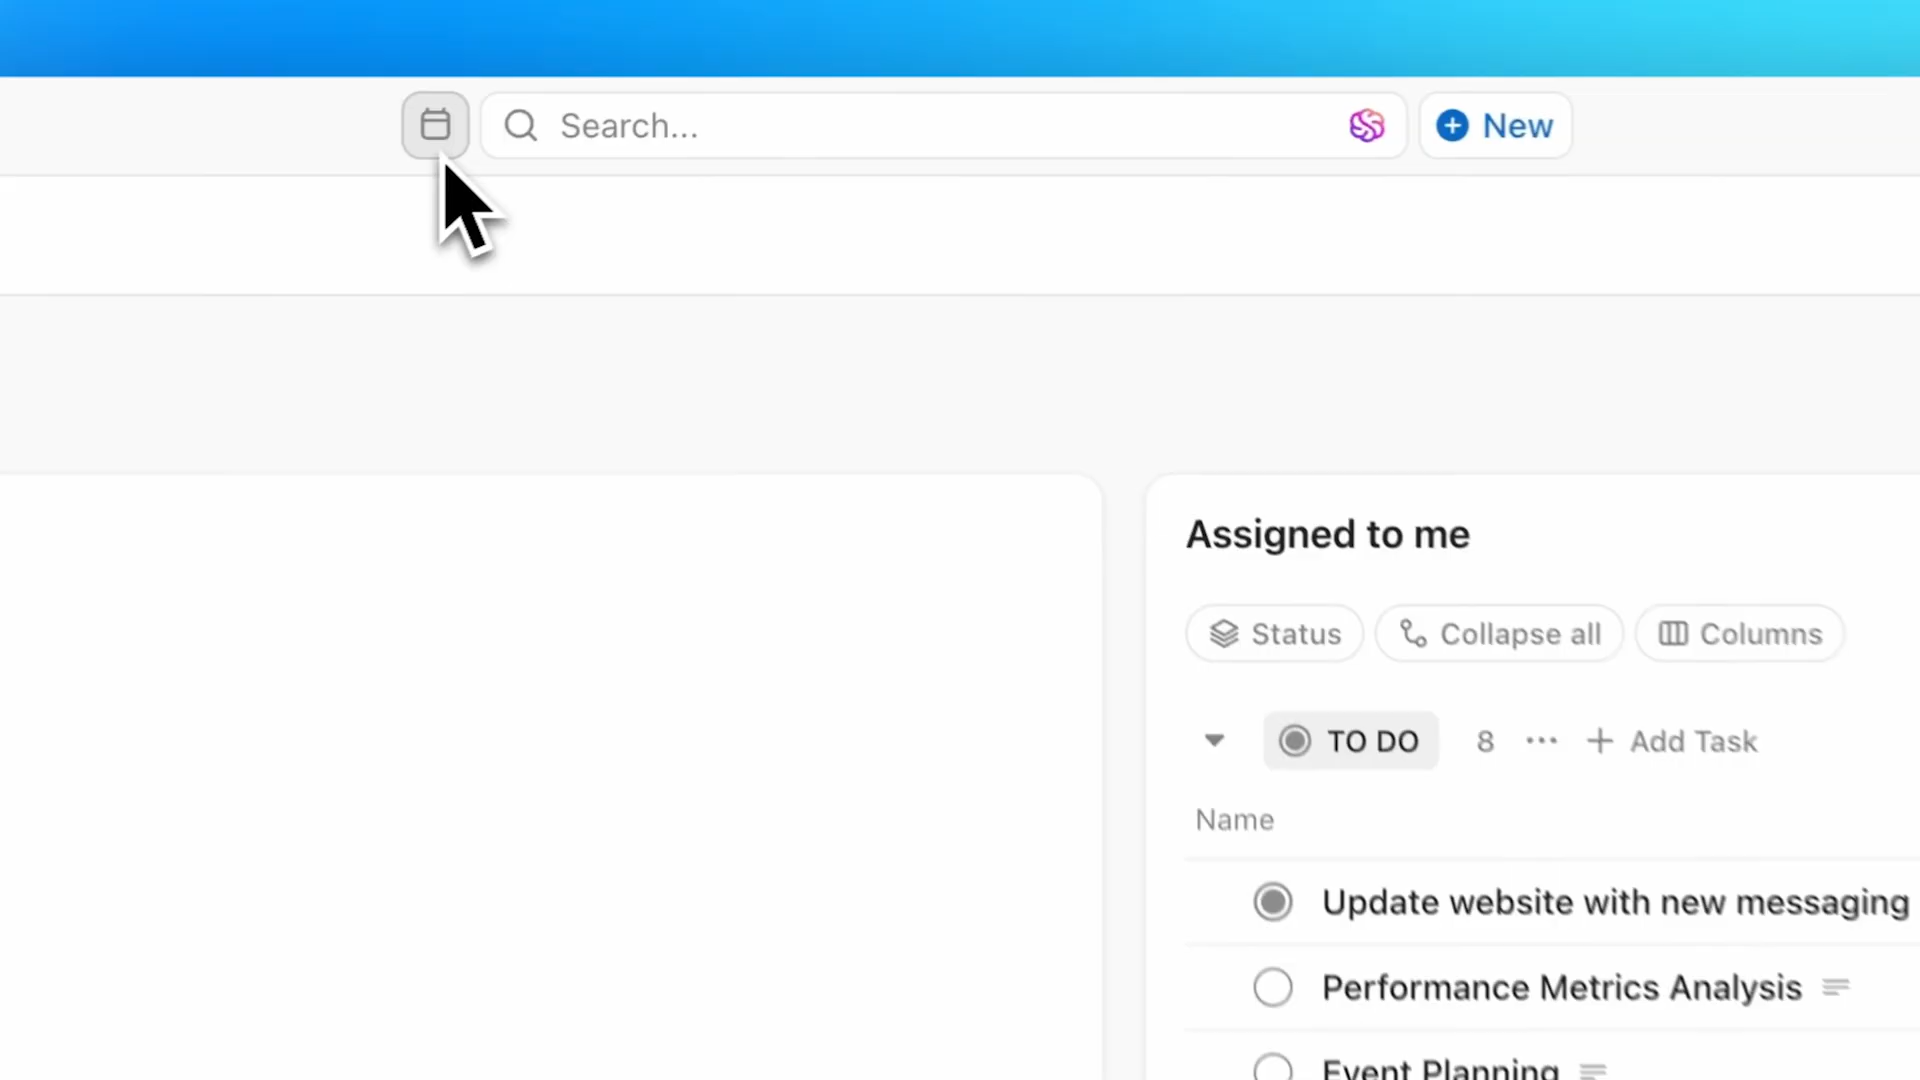 Search...
New
Assigned to me
Status
Collapse all
Columns
TO DO
8
Add Task
Name
Update website with new messaging
Performance Metrics Analysis
Event Planning